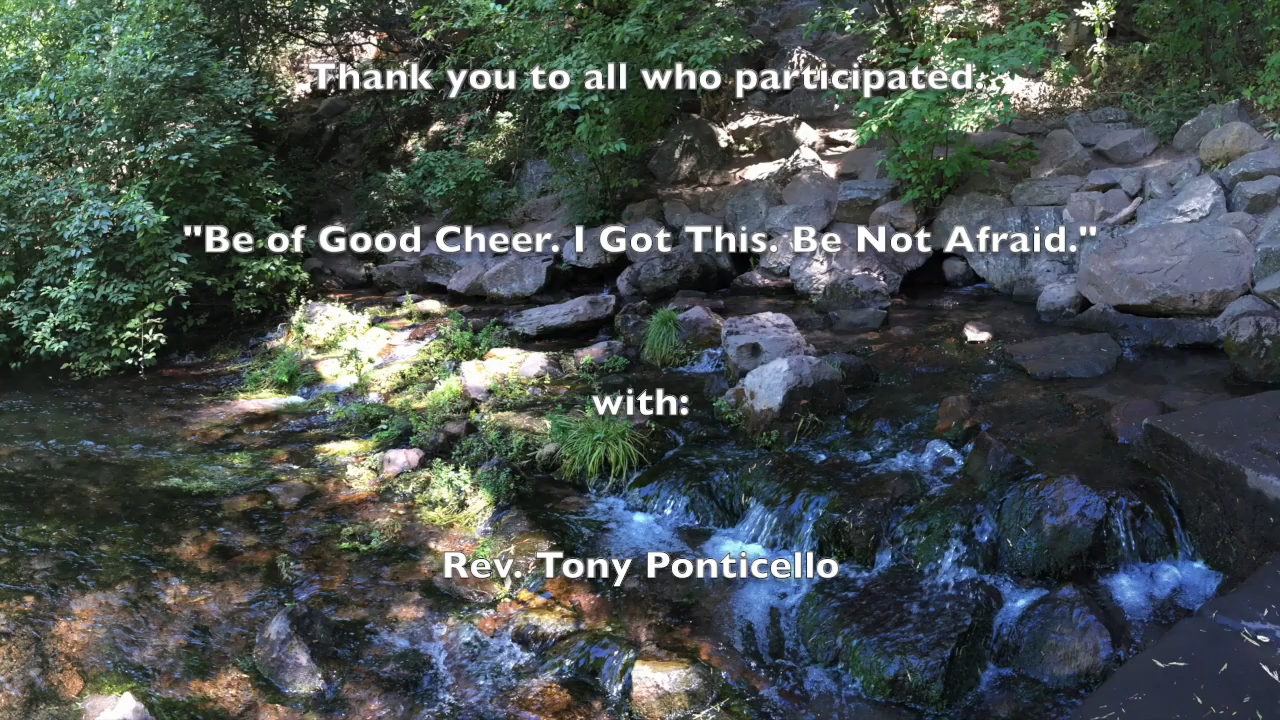 Thank you to all who participated.
"Be of Good Cheer. I Got This. Be Not Afraid."
with:
Rev. Tony Ponticello